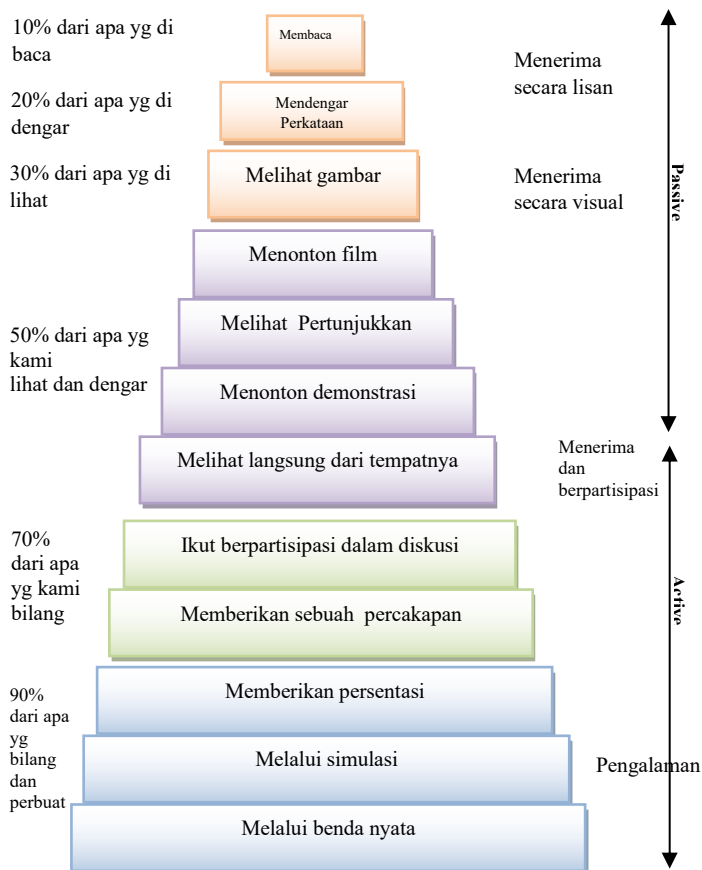 10% dari apa yg di
baca
Membaca
Menerima
secara lisan
20% dari apa yg di
dengar
Mendengar
Perkataan
30% dari apa yg di
lihat
Melihat gambar
Menerima
secara visual
Passive
Menonton film
50% dari apa yg
kami
lihat dan dengar
Melihat Pertunjukkan
Menonton demonstrasi
Melihat langsung dari tempatnya
Menerima
dan
berpartisipasi
70%
dari apa
yg kami
bilang
Ikut berpartisipasi dalam diskusi
Memberikan sebuah percakapan
Active
90%
dari apa
yg
bilang
dan
perbuat
Memberikan persentasi
Melalui simulasi
Pengalaman
Melalui benda nyata